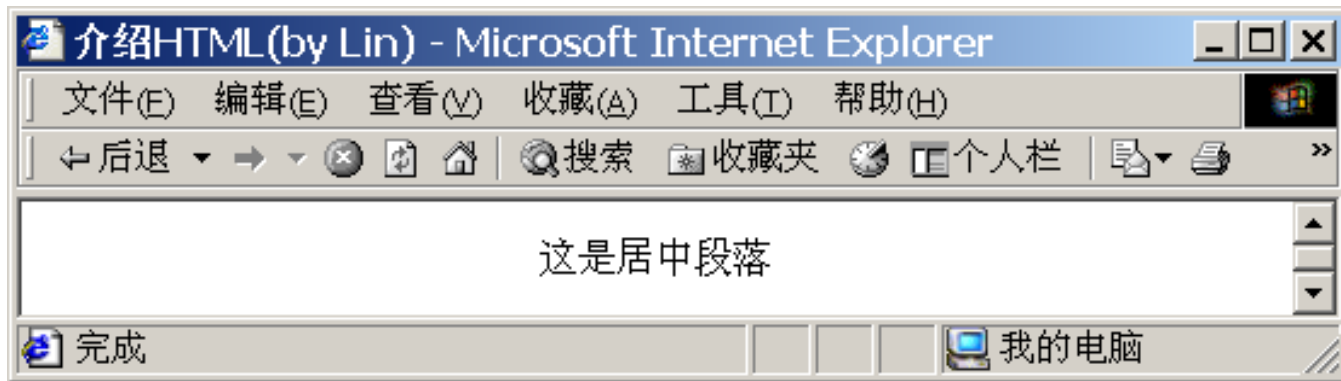 介绍HTML(by Lin) - Microsoft Internet Explorer
文件(F) 编辑(E) 查看(V) 收藏(A) 工具(T) 帮助(H)
后退 搜索 收藏夹 个人栏 »
这是居中段落
完成 我的电脑